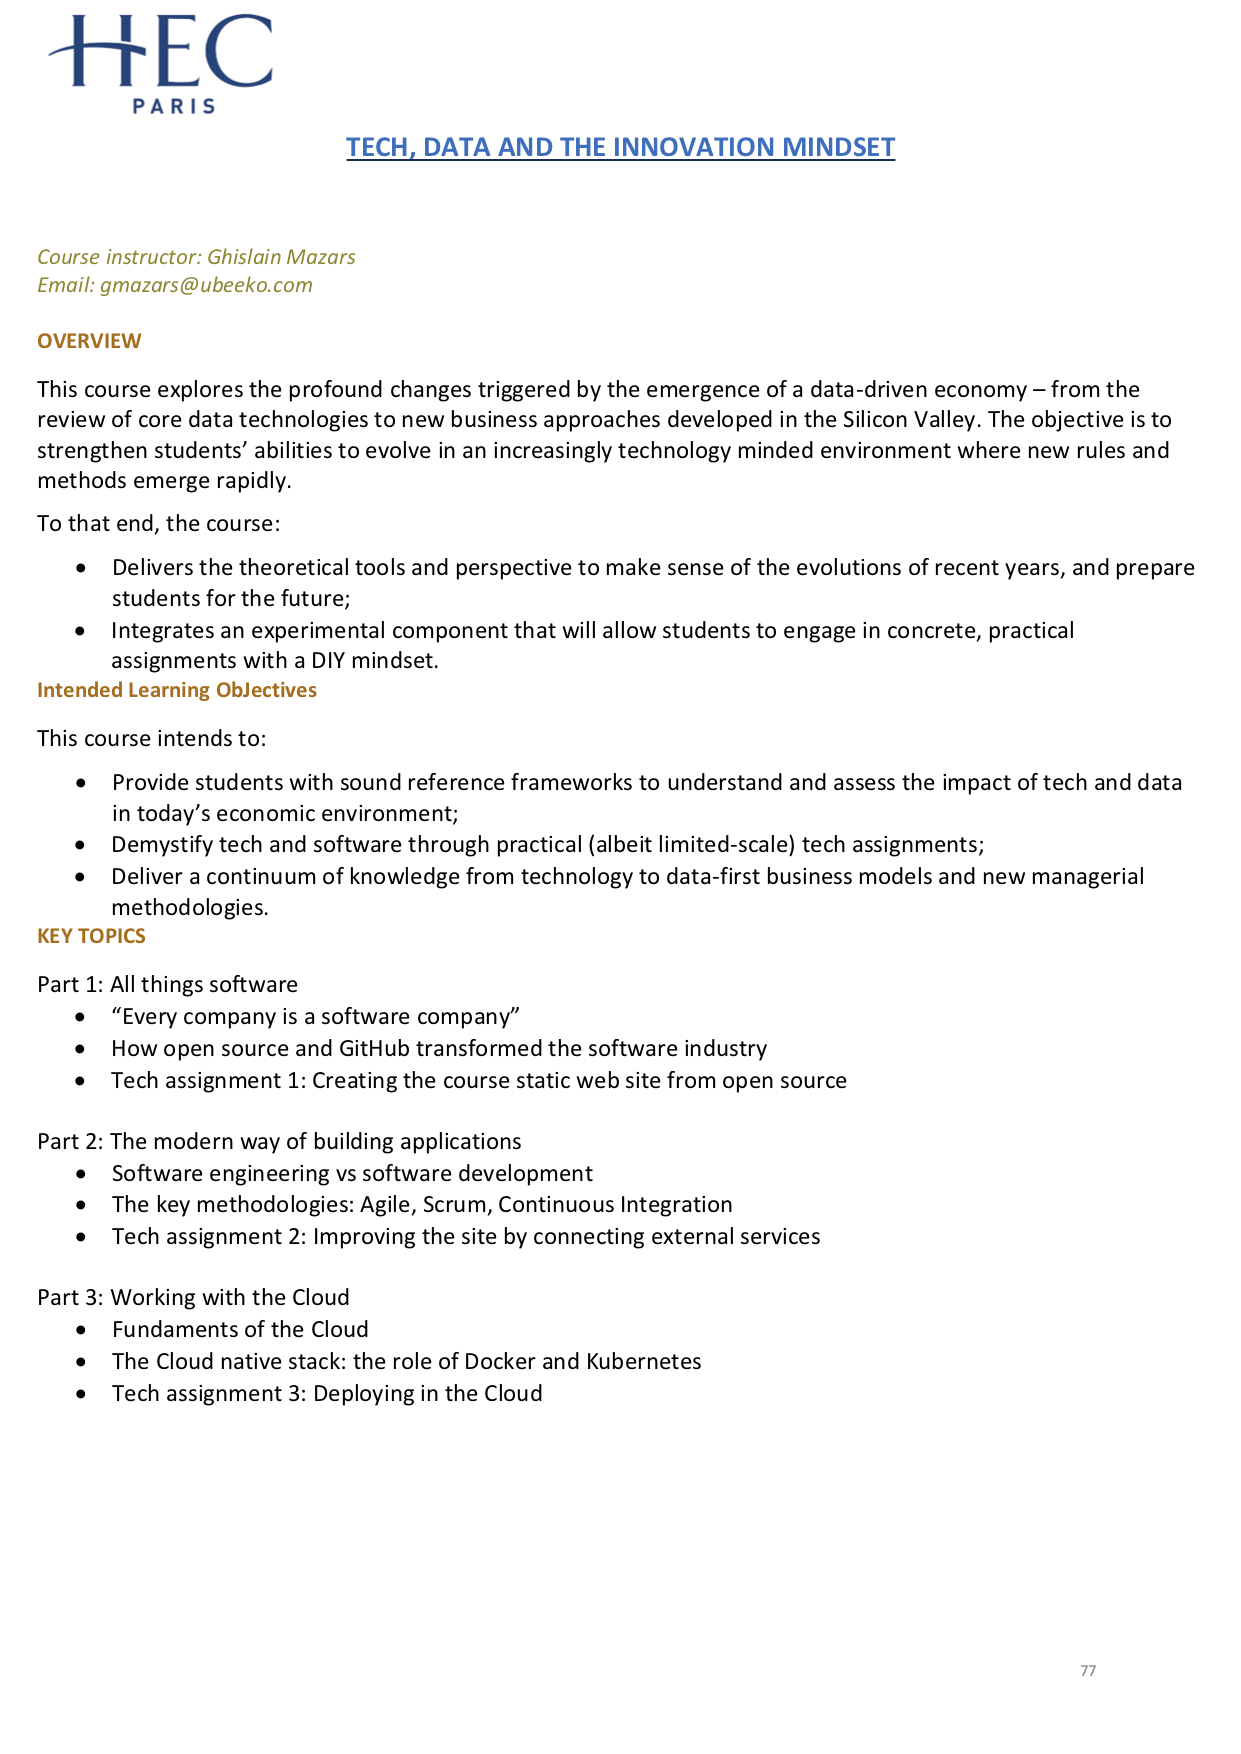 HEC
PARIS
TECH, DATA AND THE INNOVATION MINDSET
Course instructor: Ghislain Mazars
Email: gmazars@ubeeko.com
OVERVIEW
This course explores the profound changes triggered by the emergence of a data-driven economy – from the
review of core data technologies to new business approaches developed in the Silicon Valley. The objective is to
strengthen students’ abilities to evolve in an increasingly technology minded environment where new rules and
methods emerge rapidly.
To that end, the course:
• Delivers the theoretical tools and perspective to make sense of the evolutions of recent years, and prepare
students for the future;
• Integrates an experimental component that will allow students to engage in concrete, practical
assignments with a DIY mindset.
Intended Learning ObJectives
This course intends to:
• Provide students with sound reference frameworks to understand and assess the impact of tech and data
in today’s economic environment;
• Demystify tech and software through practical (albeit limited-scale) tech assignments;
• Deliver a continuum of knowledge from technology to data-first business models and new managerial
methodologies.
KEY TOPICS
Part 1: All things software
• “Every company is a software company”
• How open source and GitHub transformed the software industry
• Tech assignment 1: Creating the course static web site from open source
Part 2: The modern way of building applications
• Software engineering vs software development
• The key methodologies: Agile, Scrum, Continuous Integration
• Tech assignment 2: Improving the site by connecting external services
Part 3: Working with the Cloud
• Fundaments of the Cloud
• The Cloud native stack: the role of Docker and Kubernetes
• Tech assignment 3: Deploying in the Cloud
77